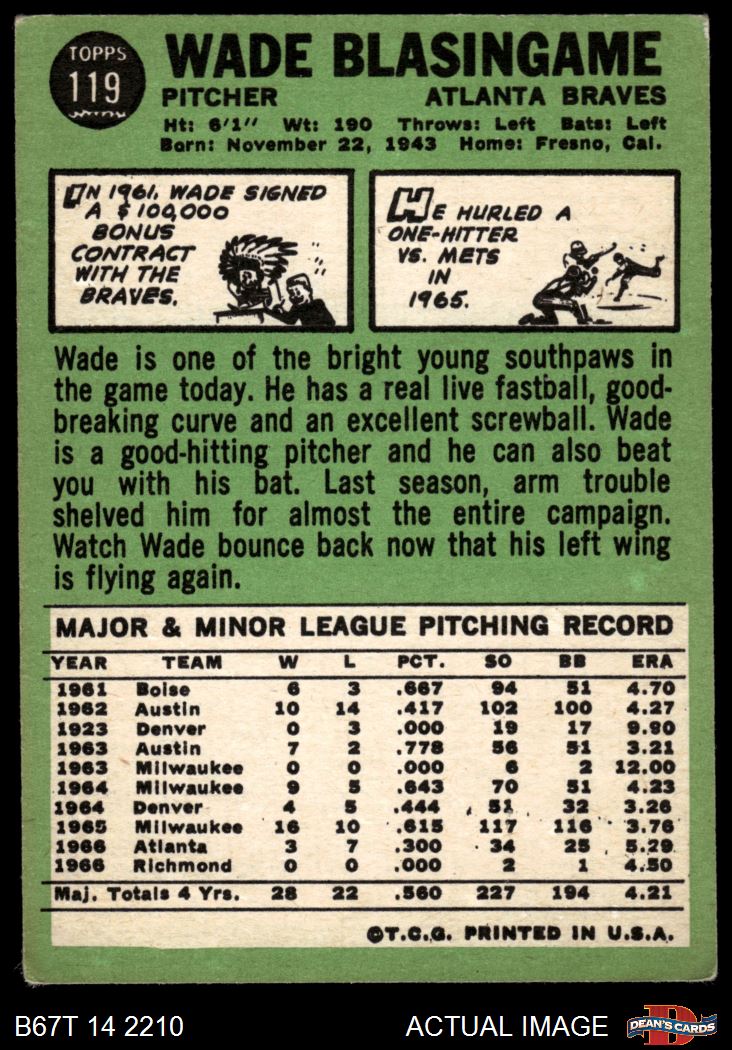 TOPPS
119
WADE BLASINGAME
PITCHER ATLANTA BRAVES
Ht: 6'1" Wt: 190 Throws: Left Bats: Left
Born: November 22, 1943 Home: Fresno, Cal.
IN 1961, WADE SIGNED
A $100,000
BONUS
CONTRACT
WITH THE
BRAVES.
HE HURLED A
ONE-HITTER
VS. METS
IN
1965.
Wade is one of the bright young southpaws in
the game today. He has a real live fastball, good-
breaking curve and an excellent screwball. Wade
is a good-hitting pitcher and he can also beat
you with his bat. Last season, arm trouble
shelved him for almost the entire campaign.
Watch Wade bounce back now that his left wing
is flying again.
MAJOR & MINOR LEAGUE PITCHING RECORD
YEAR TEAM W L PCT. SO BB ERA
1961 Boise 6 3 .667 94 51 4.70
1962 Austin 10 14 .417 102 100 4.27
1923 Denver 0 3 .000 19 17 9.90
1963 Austin 7 2 .778 56 51 3.21
1963 Milwaukee 0 0 .000 6 2 12.00
1964 Milwaukee 9 5 .643 70 51 4.23
1964 Denver 4 5 .444 51 32 3.26
1965 Milwaukee 16 10 .615 117 116 3.76
1966 Atlanta 3 7 .300 34 25 5.29
1966 Richmond 0 0 .000 2 1 4.50
Maj. Totals 4 Yrs. 28 22 .560 227 194 4.21
©T.C.G. PRINTED IN U.S.A.
B67T 14 2210 ACTUAL IMAGE DEAN'S CARDS